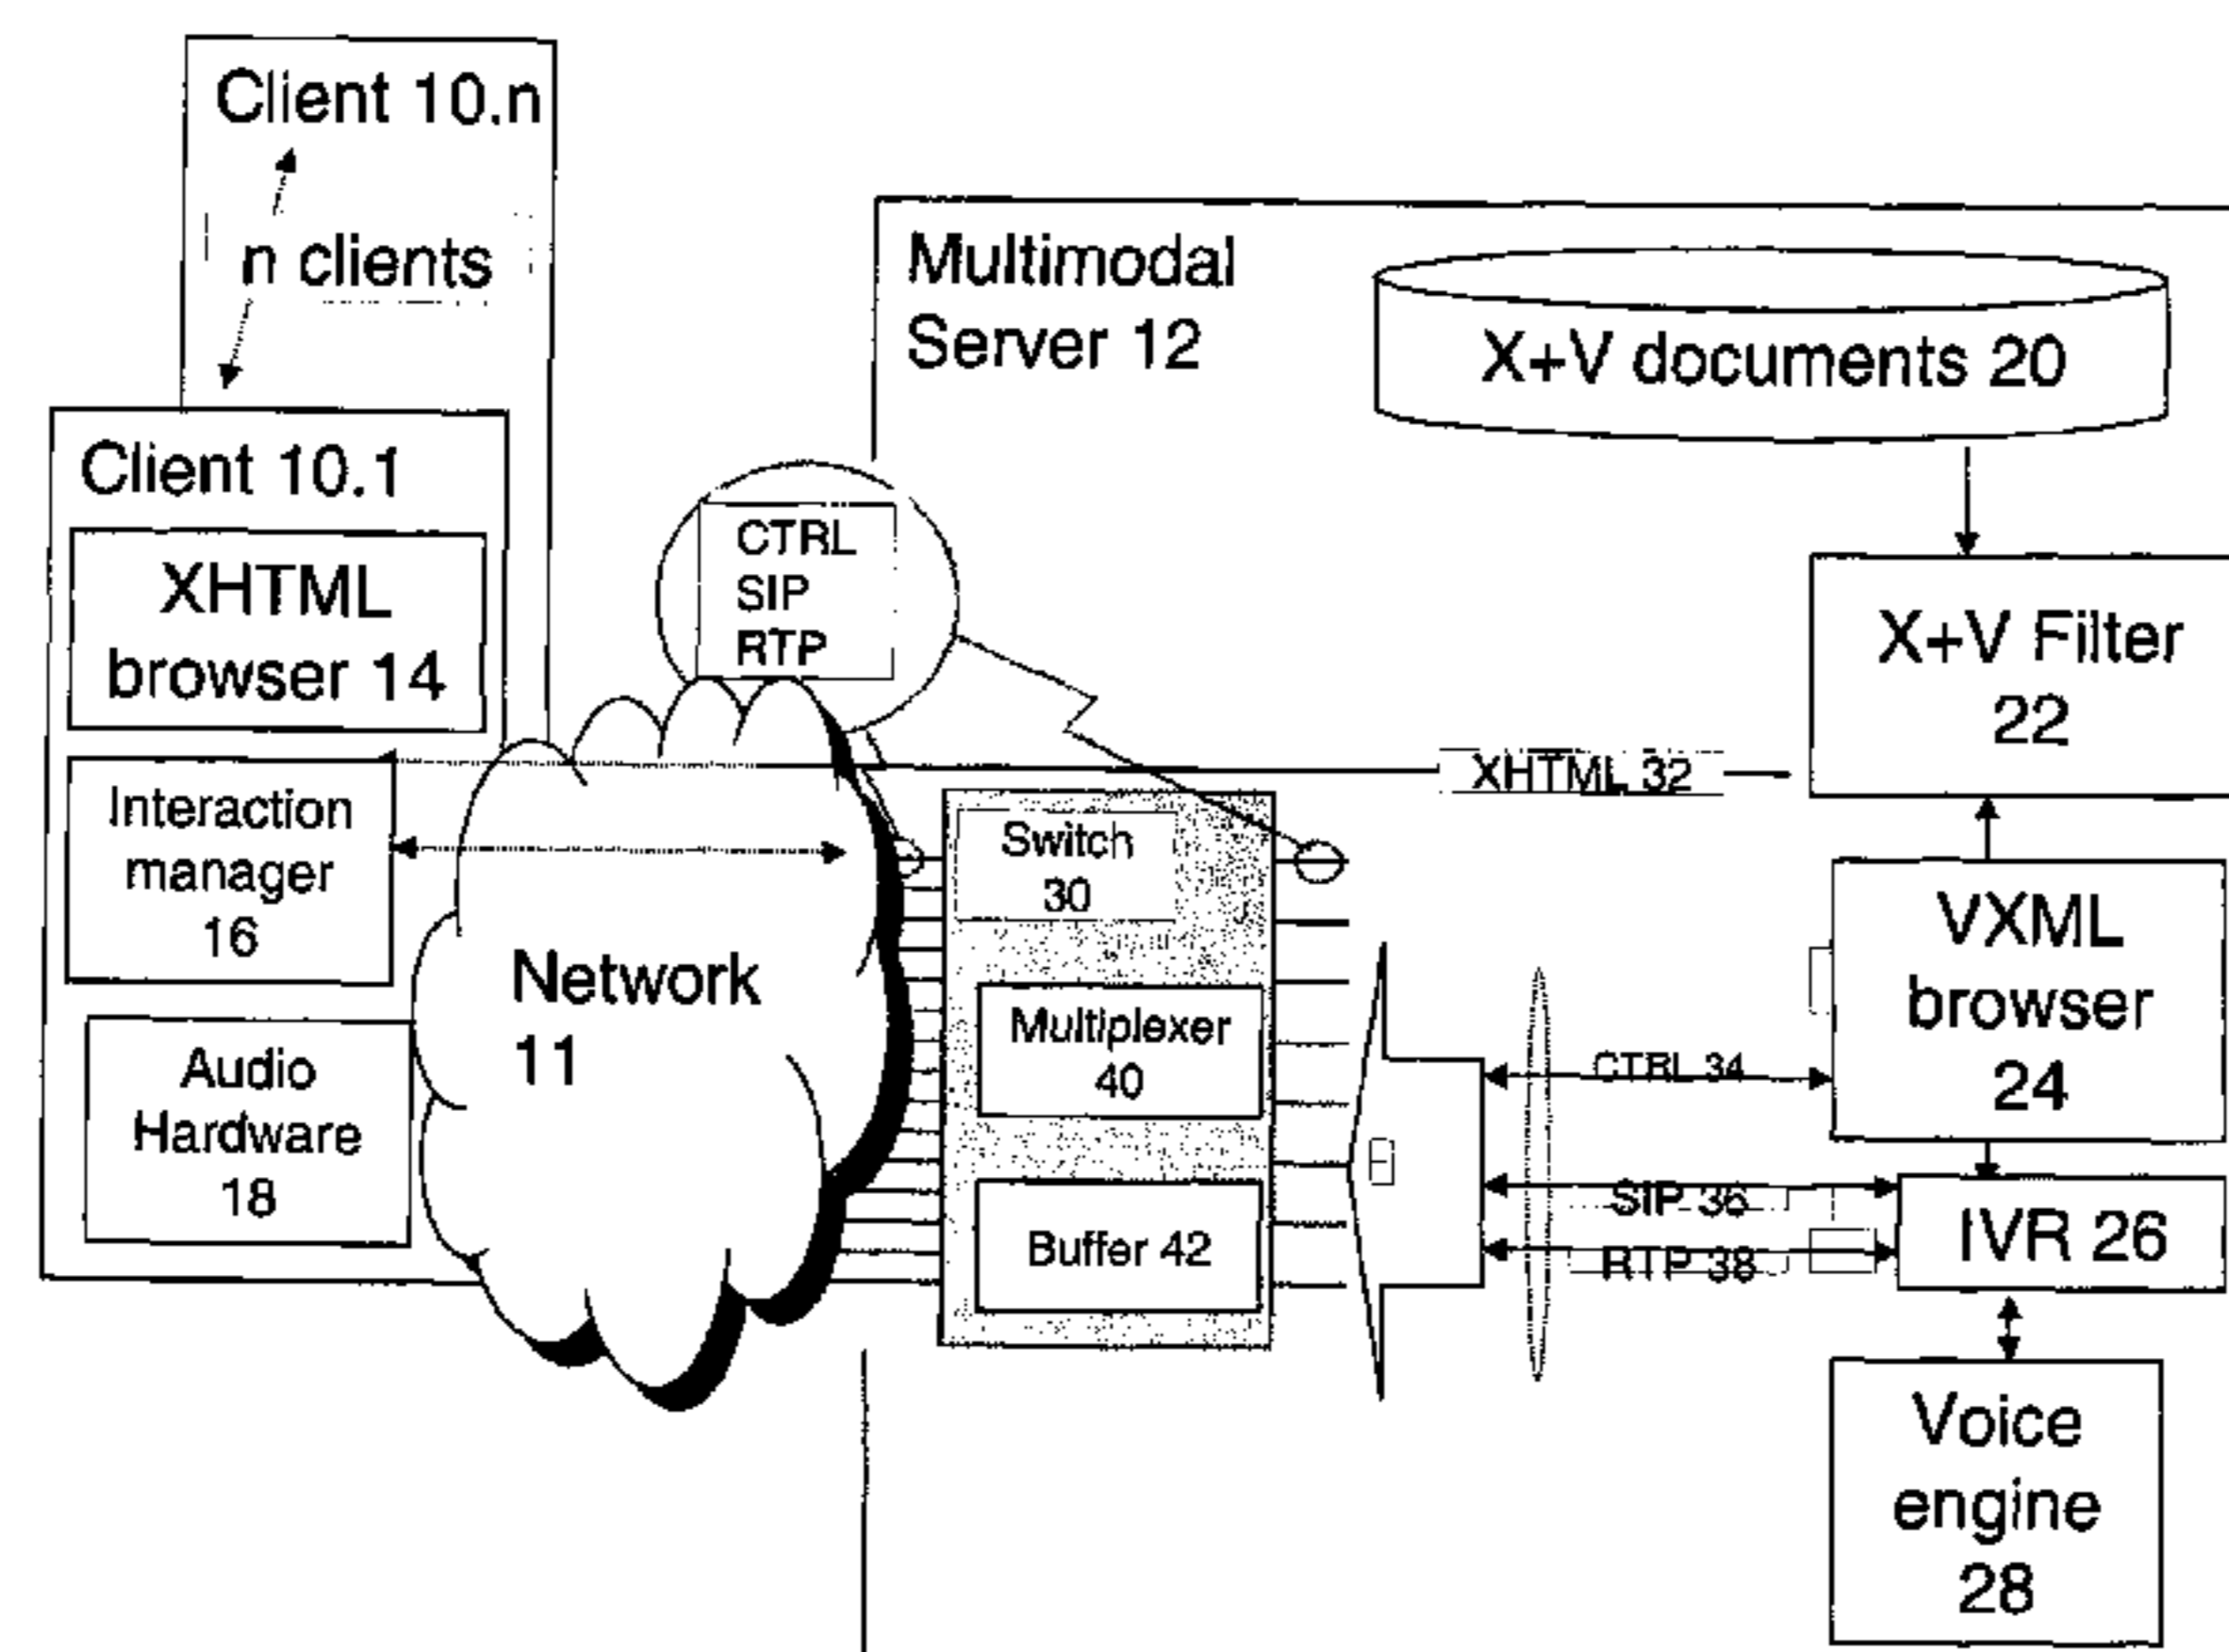 Client 10.n
n clients
Client 10.1
XHTML
browser 14
Interaction
manager
16
Audio
Hardware
18
Network
11
CTRL
SIP
RTP
Multimodal
Server 12
X+V documents 20
X+V Filter
22
XHTML 32
Switch
30
Multiplexer
40
Buffer 42
VXML
browser
24
CTRL 34
SIP 36
RTP 38
IVR 26
Voice
engine
28